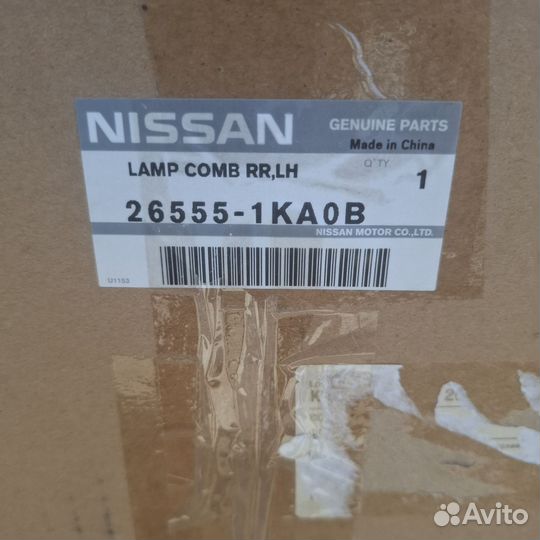 NISSAN
GENUINE PARTS
Made in China
LAMP COMB RR,LH
Q'TY
1
26555-1KA0B
NISSAN MOTOR CO.,LTD.
U1153
Avito